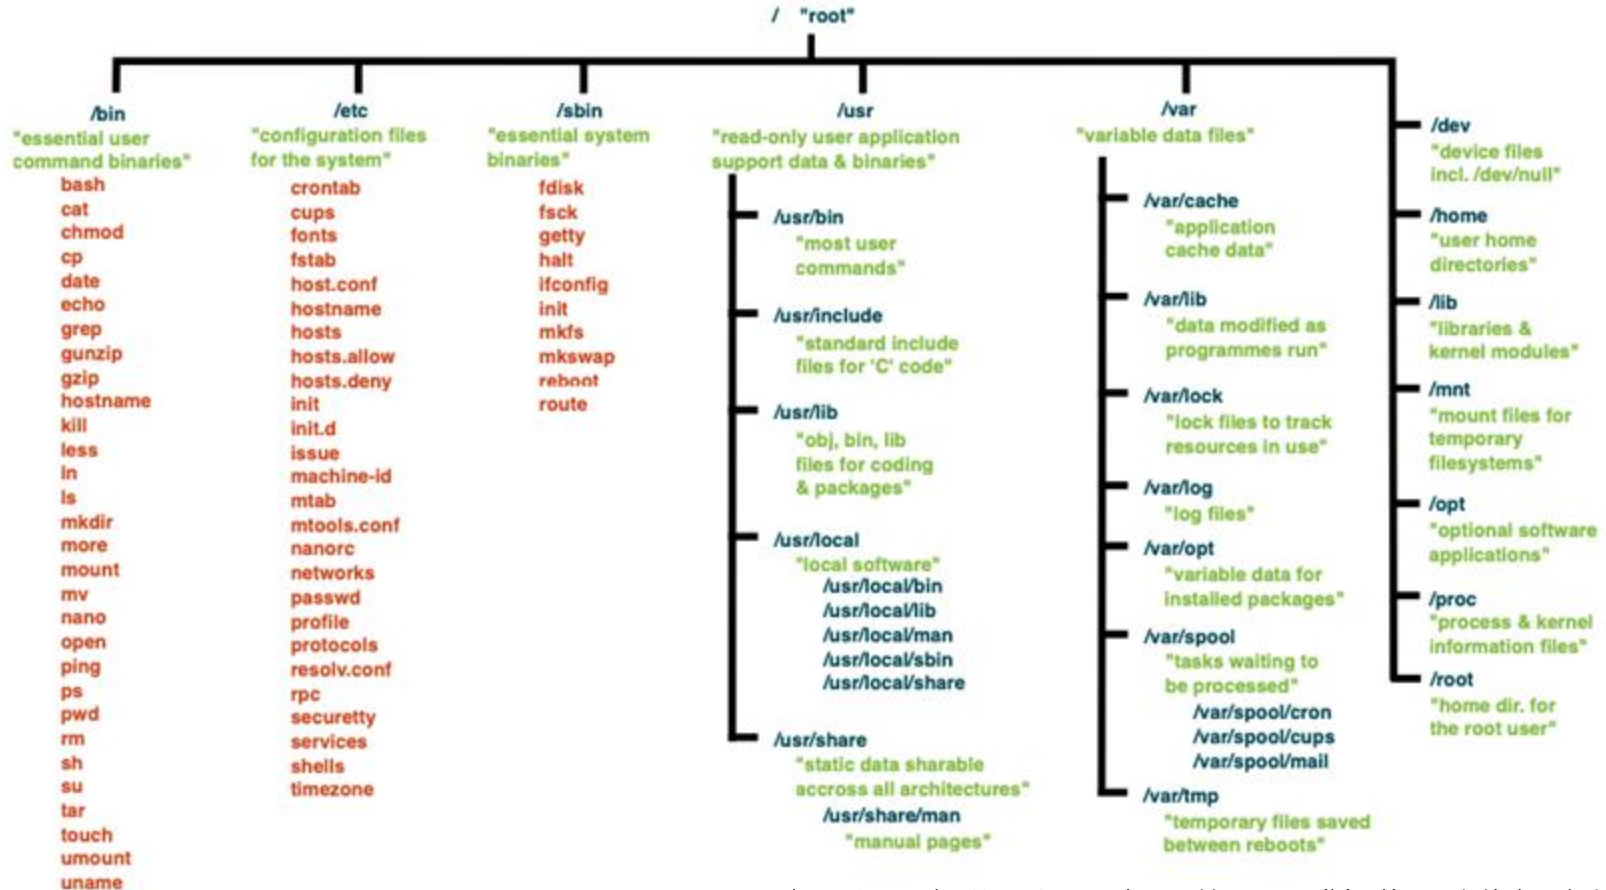 / "root"
/bin
"essential user
command binaries"
bash
cat
chmod
cp
date
echo
grep
gunzip
gzip
hostname
kill
less
ln
ls
mkdir
more
mount
mv
nano
open
ping
ps
pwd
rm
sh
su
tar
touch
umount
uname
/etc
"configuration files
for the system"
crontab
cups
fonts
fstab
host.conf
hostname
hosts
hosts.allow
hosts.deny
init
init.d
issue
machine-id
mtab
mtools.conf
nanorc
networks
passwd
profile
protocols
resolv.conf
rpc
securetty
services
shells
timezone
/sbin
"essential system
binaries"
fdisk
fsck
getty
halt
ifconfig
init
mkfs
mkswap
reboot
route
/usr
"read-only user application
support data & binaries"
/usr/bin
"most user
commands"
/usr/include
"standard include
files for 'C' code"
/usr/lib
"obj, bin, lib
files for coding
& packages"
/usr/local
"local software"
/usr/local/bin
/usr/local/lib
/usr/local/man
/usr/local/sbin
/usr/local/share
/usr/share
"static data sharable
accross all architectures"
/usr/share/man
"manual pages"
/var
"variable data files"
/var/cache
"application
cache data"
/var/lib
"data modified as
programmes run"
/var/lock
"lock files to track
resources in use"
/var/log
"log files"
/var/opt
"variable data for
installed packages"
/var/spool
"tasks waiting to
be processed"
/var/spool/cron
/var/spool/cups
/var/spool/mail
/var/tmp
"temporary files saved
between reboots"
/dev
"device files
incl. /dev/null"
/home
"user home
directories"
/lib
"libraries &
kernel modules"
/mnt
"mount files for
temporary
filesystems"
/opt
"optional software
applications"
/proc
"process & kernel
information files"
/root
"home dir. for
the root user"